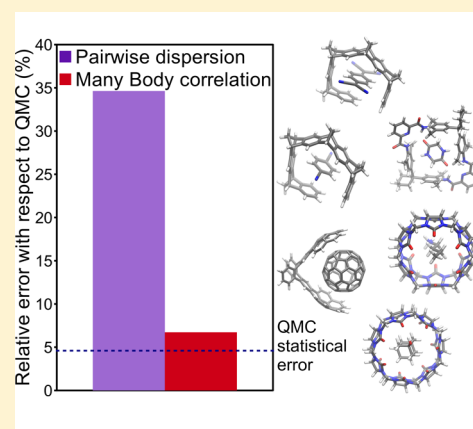 Relative error with respect to QMC (%)
40
35
30
25
20
15
10
5
0
Pairwise dispersion
Many Body correlation
QMC
statistical
error